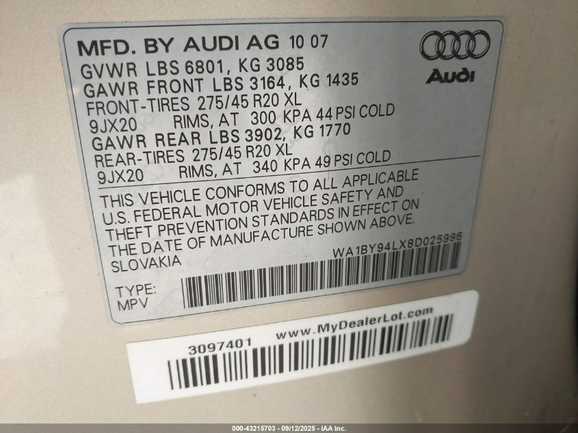 MFD. BY AUDI AG 10 07
GVWR LBS 6801, KG 3085
GAWR FRONT LBS 3164, KG 1435
FRONT-TIRES 275/45 R20 XL
9JX20 RIMS, AT 300 KPA 44 PSI COLD
GAWR REAR LBS 3902, KG 1770
REAR-TIRES 275/45 R20 XL
9JX20 RIMS, AT 340 KPA 49 PSI COLD
Audi
THIS VEHICLE CONFORMS TO ALL APPLICABLE
U.S. FEDERAL MOTOR VEHICLE SAFETY AND
THEFT PREVENTION STANDARDS IN EFFECT ON
THE DATE OF MANUFACTURE SHOWN ABOVE.
SLOVAKIA
WA1BY94LX8D025996
TYPE:
MPV
www.MyDealerLot.com
3097401
000-43215703 - 09/12/2025 - IAA Inc.